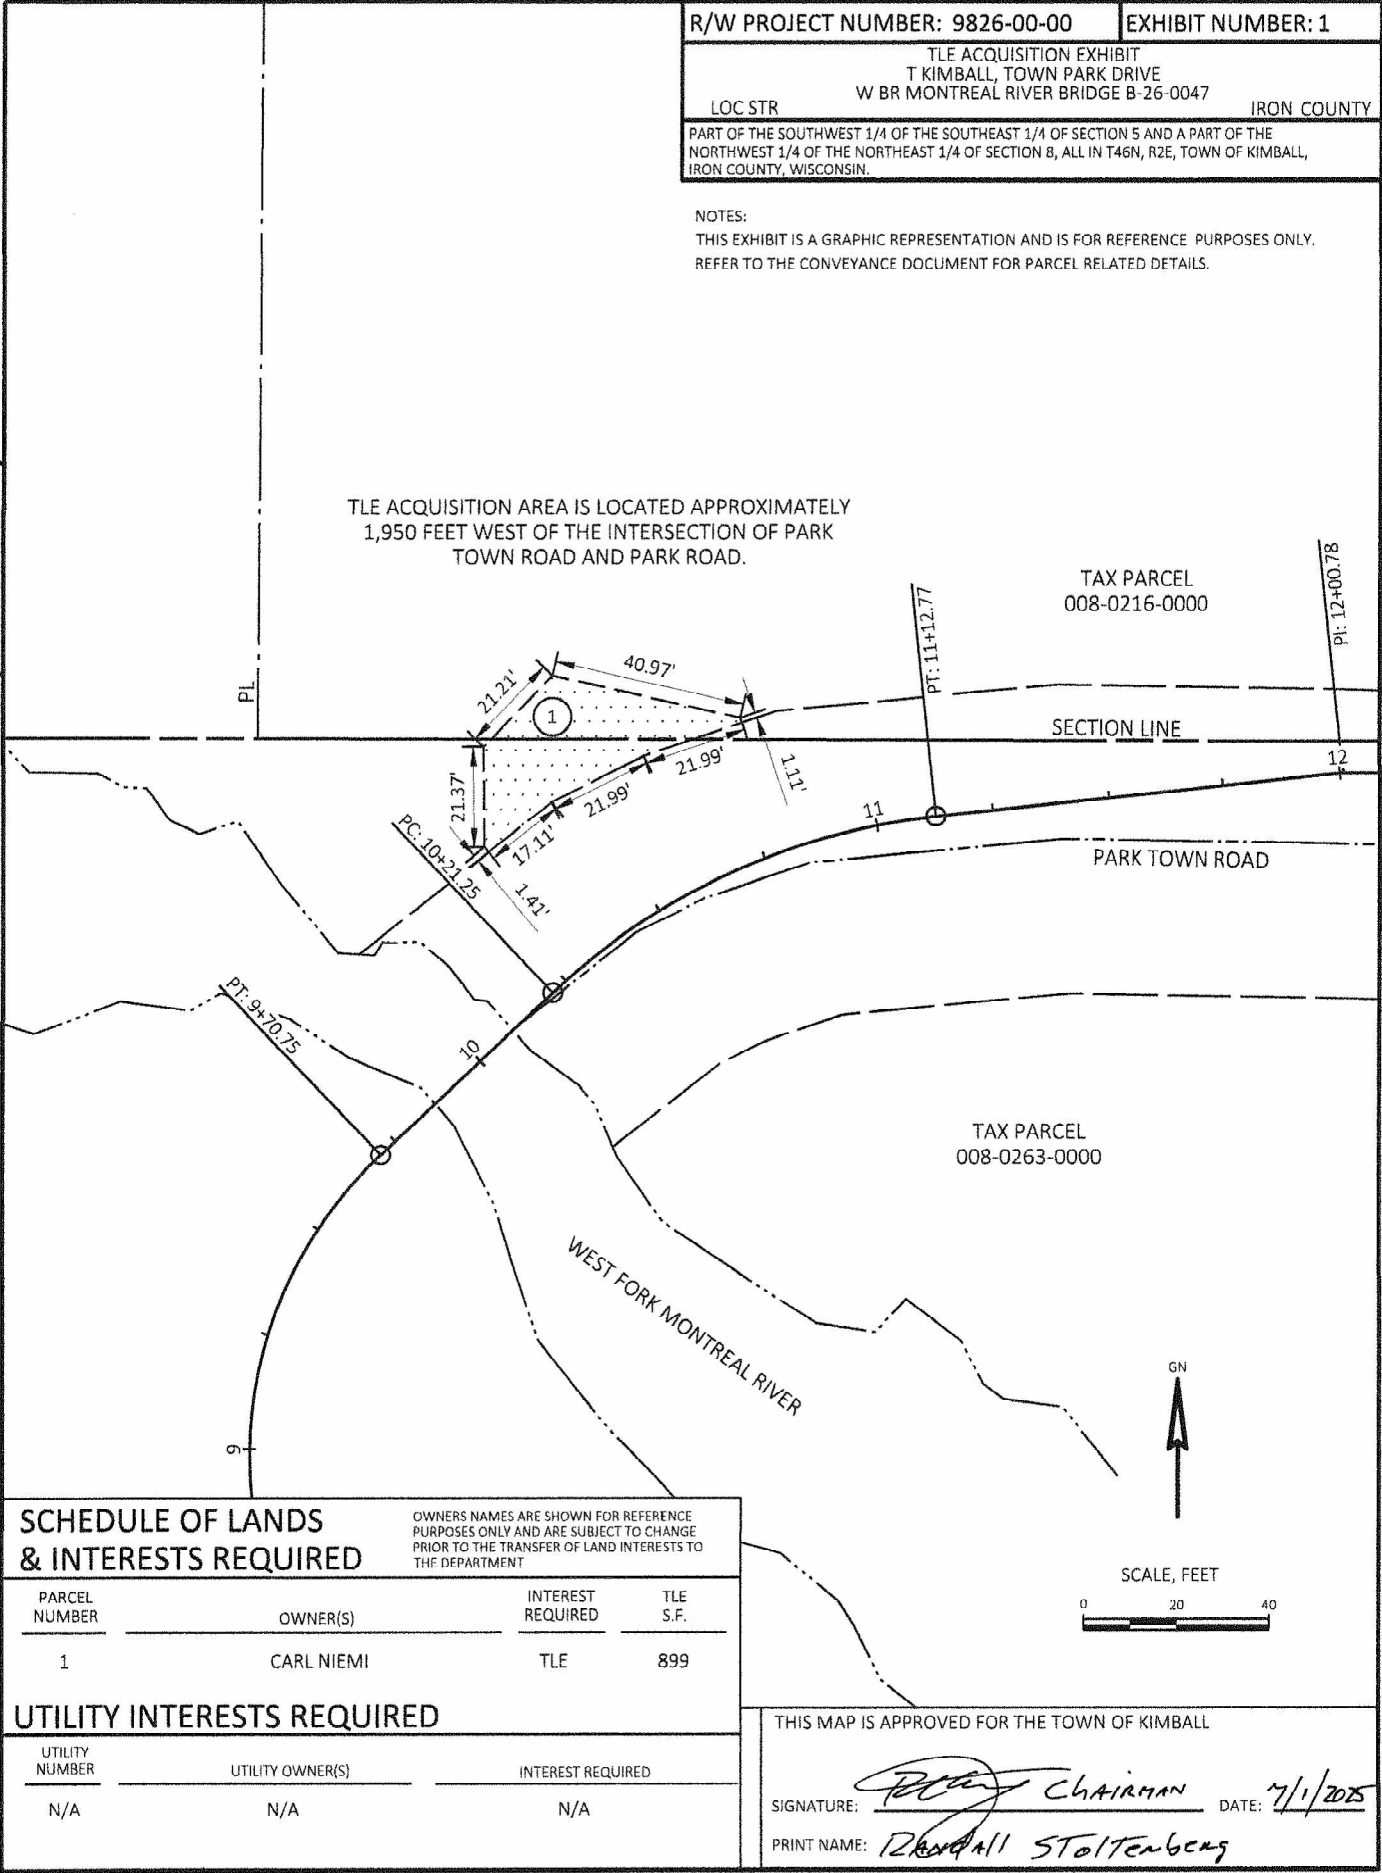 R/W PROJECT NUMBER: 9826-00-00
EXHIBIT NUMBER: 1
TLE ACQUISITION EXHIBIT
T KIMBALL, TOWN PARK DRIVE
W BR MONTREAL RIVER BRIDGE B-26-0047
LOC STR
IRON COUNTY
PART OF THE SOUTHWEST 1/4 OF THE SOUTHEAST 1/4 OF SECTION 5 AND A PART OF THE
NORTHWEST 1/4 OF THE NORTHEAST 1/4 OF SECTION 8, ALL IN T46N, R2E, TOWN OF KIMBALL,
IRON COUNTY, WISCONSIN.
NOTES:
THIS EXHIBIT IS A GRAPHIC REPRESENTATION AND IS FOR REFERENCE PURPOSES ONLY.
REFER TO THE CONVEYANCE DOCUMENT FOR PARCEL RELATED DETAILS.
TLE ACQUISITION AREA IS LOCATED APPROXIMATELY
1,950 FEET WEST OF THE INTERSECTION OF PARK
TOWN ROAD AND PARK ROAD.
TAX PARCEL
008-0216-0000
PI: 12+00.78
PT: 11+12.77
PL
21.21'
40.97'
1
SECTION LINE
12
21.37'
21.99'
21.99'
1.11'
17.11'
1.41'
11
PC: 10+21.25
PARK TOWN ROAD
PT: 9+70.75
10
TAX PARCEL
008-0263-0000
WEST FORK MONTREAL RIVER
GN
9
SCALE, FEET
0 20 40
SCHEDULE OF LANDS
& INTERESTS REQUIRED
OWNERS NAMES ARE SHOWN FOR REFERENCE
PURPOSES ONLY AND ARE SUBJECT TO CHANGE
PRIOR TO THE TRANSFER OF LAND INTERESTS TO
THE DEPARTMENT
PARCEL
NUMBER
OWNER(S)
INTEREST
REQUIRED
TLE
S.F.
1 CARL NIEMI TLE 899
UTILITY INTERESTS REQUIRED
UTILITY
NUMBER
UTILITY OWNER(S)
INTEREST REQUIRED
N/A N/A N/A
THIS MAP IS APPROVED FOR THE TOWN OF KIMBALL
SIGNATURE: CHAIRMAN DATE: 7/1/2025
PRINT NAME: RANDAll STolTenbeRg